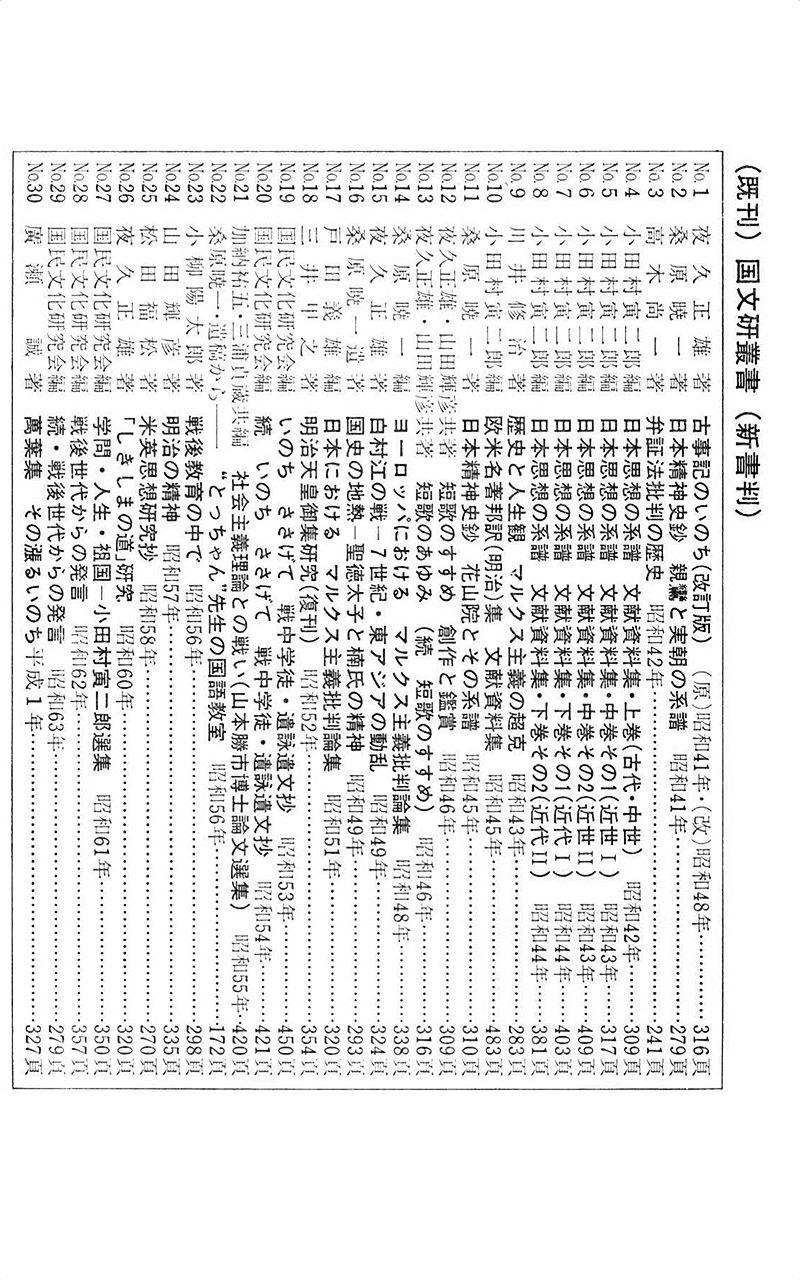 （既刊）国文研叢書（新書判）
No.1 夜久正雄著 古事記のいのち(改訂版) （原）昭和41年・（改）昭和48年………316頁
No.2 桑原暁一著 日本精神史鈔 親鸞と実朝の系譜 昭和41年………279頁
No.3 高木尚一著 弁証法批判の歴史 昭和42年………241頁
No.4 小田村寅二郎編 日本思想の系譜 文献資料集・上巻(古代・中世) 昭和42年………309頁
No.5 小田村寅二郎編 日本思想の系譜 文献資料集・中巻その1(近世Ⅰ) 昭和43年………317頁
No.6 小田村寅二郎編 日本思想の系譜 文献資料集・中巻その2(近世II) 昭和43年………409頁
No.7 小田村寅二郎編 日本思想の系譜 文献資料集・下巻その1(近代Ⅰ) 昭和44年………403頁
No.8 小田村寅二郎編 日本思想の系譜 文献資料集・下巻その2(近代II) 昭和44年………381頁
No.9 川井修治著 歴史と人生観 マルクス主義の超克 昭和43年………283頁
No.10 小田村寅二郎編 欧米名著邦訳(明治)集 文献資料集 昭和45年………483頁
No.11 桑原暁一著 日本精神史鈔 花山院とその系譜 昭和45年………310頁
No.12 夜久正雄・山田輝彦共著 短歌のすすめ 創作と鑑賞 昭和46年………309頁
No.13 夜久正雄・山田輝彦共著 短歌のあゆみ （続 短歌のすすめ） 昭和46年………316頁
No.14 桑原暁一編 ヨーロッパにおける マルクス主義批判論集 昭和48年………338頁
No.15 夜久正雄著 白村江の戦―7世紀・東アジアの動乱 昭和49年………324頁
No.16 桑原暁一遺著 国史の地熱―聖徳太子と楠氏の精神 昭和49年………293頁
No.17 戸田義雄編 日本における マルクス主義批判論集 昭和51年………320頁
No.18 三井甲之著 明治天皇御集研究(復刊) 昭和52年………354頁
No.19 国民文化研究会編 いのち ささげて 戦中学徒・遺詠遺文抄 昭和53年………450頁
No.20 国民文化研究会編 続 いのち ささげて 戦中学徒・遺詠遺文抄 昭和54年………421頁
No.21 加納祐五・三浦貞蔵共編 社会主義理論との戦い(山本勝市博士論文選集) 昭和55年………420頁
No.22 桑原暁一・遺稿から―― “とっちゃん”先生の国語教室 昭和56年………172頁
No.23 小柳陽太郎著 戦後教育の中で 昭和56年………298頁
No.24 山田輝彦著 明治の精神 昭和57年………335頁
No.25 松田福松著 米英思想研究抄 昭和58年………270頁
No.26 夜久正雄著 「しきしまの道」研究 昭和60年………320頁
No.27 国民文化研究会編 学問・人生・祖国―小田村寅二郎選集 昭和61年………350頁
No.28 国民文化研究会編 戦後世代からの発言 昭和62年………357頁
No.29 国民文化研究会編 続・戦後世代からの発言 昭和63年………279頁
No.30 廣瀬誠著 萬葉集 その漲るいのち 平成1年………327頁